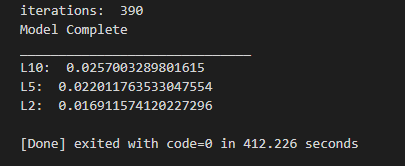 iterations:  390
Model Complete
______________________________
L10:  0.0257003289801615
L5:  0.022011763533047554
L2:  0.016911574120227296
[Done] exited with code=0 in 412.226 seconds